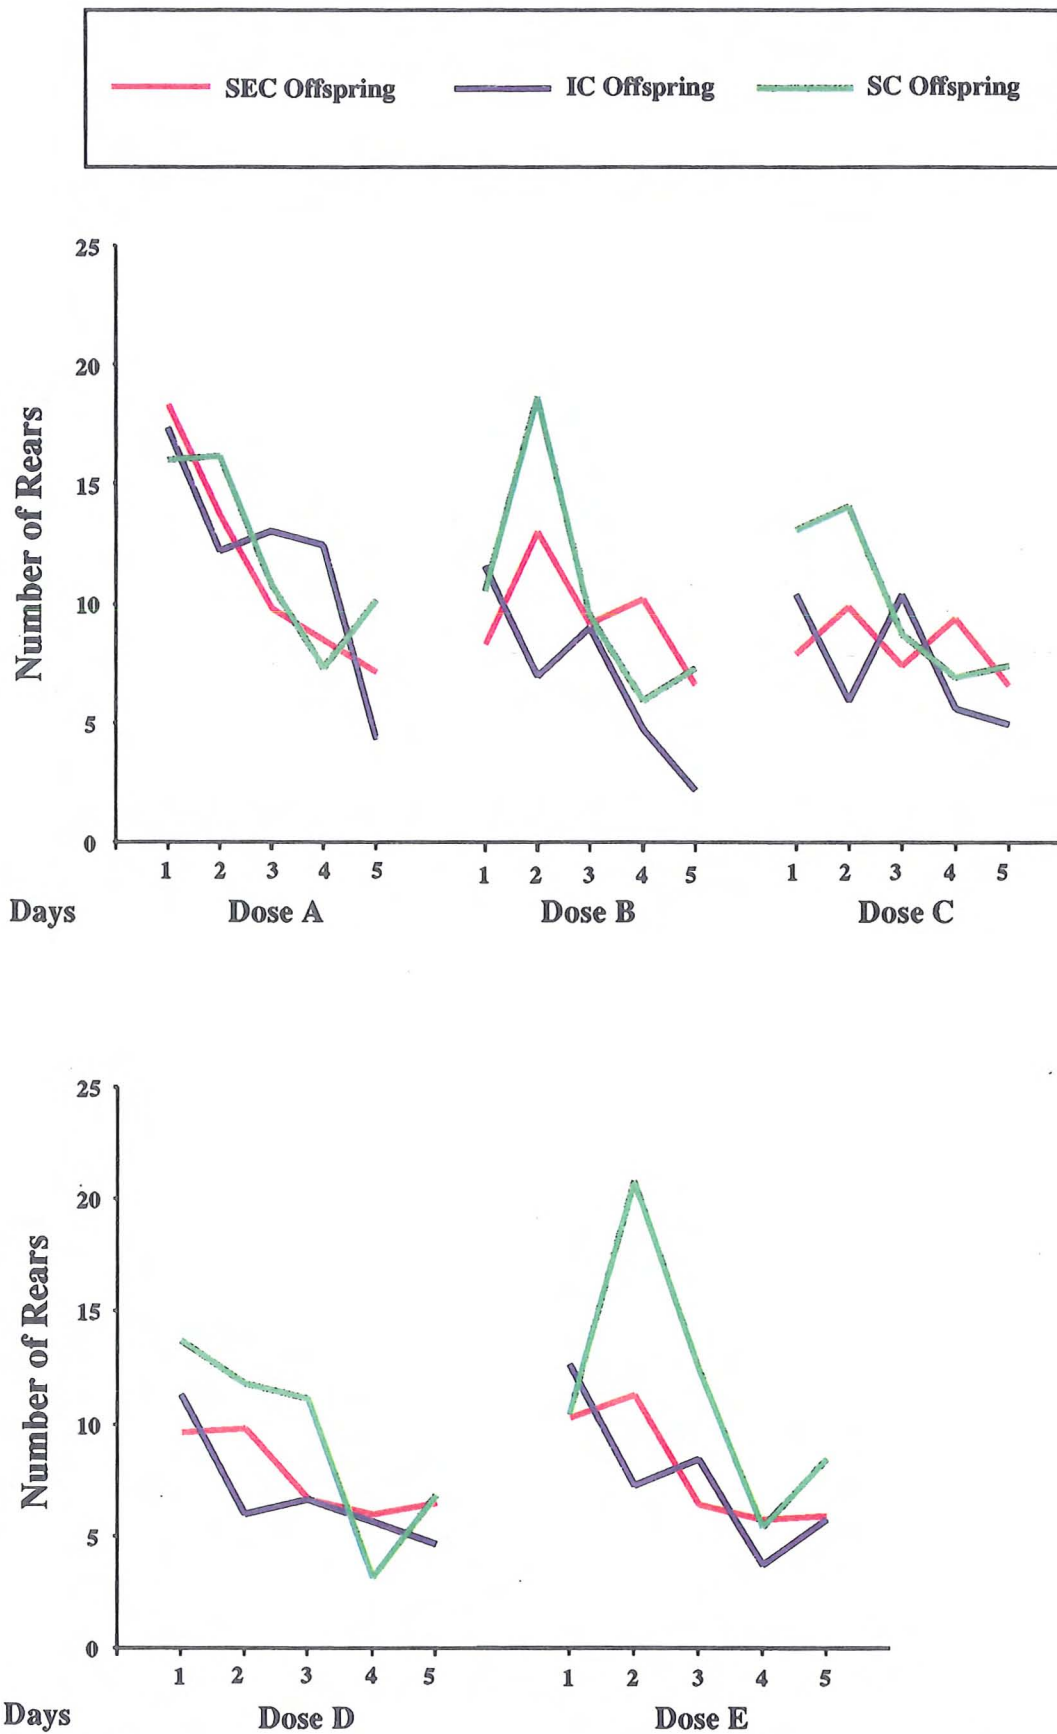 SEC Offspring IC Offspring SC Offspring
25
20
15
10
5
0
Number of Rears
1 2 3 4 5 1 2 3 4 5 1 2 3 4 5
Days Dose A Dose B Dose C
25
20
15
10
5
0
Number of Rears
1 2 3 4 5 1 2 3 4 5
Days Dose D Dose E